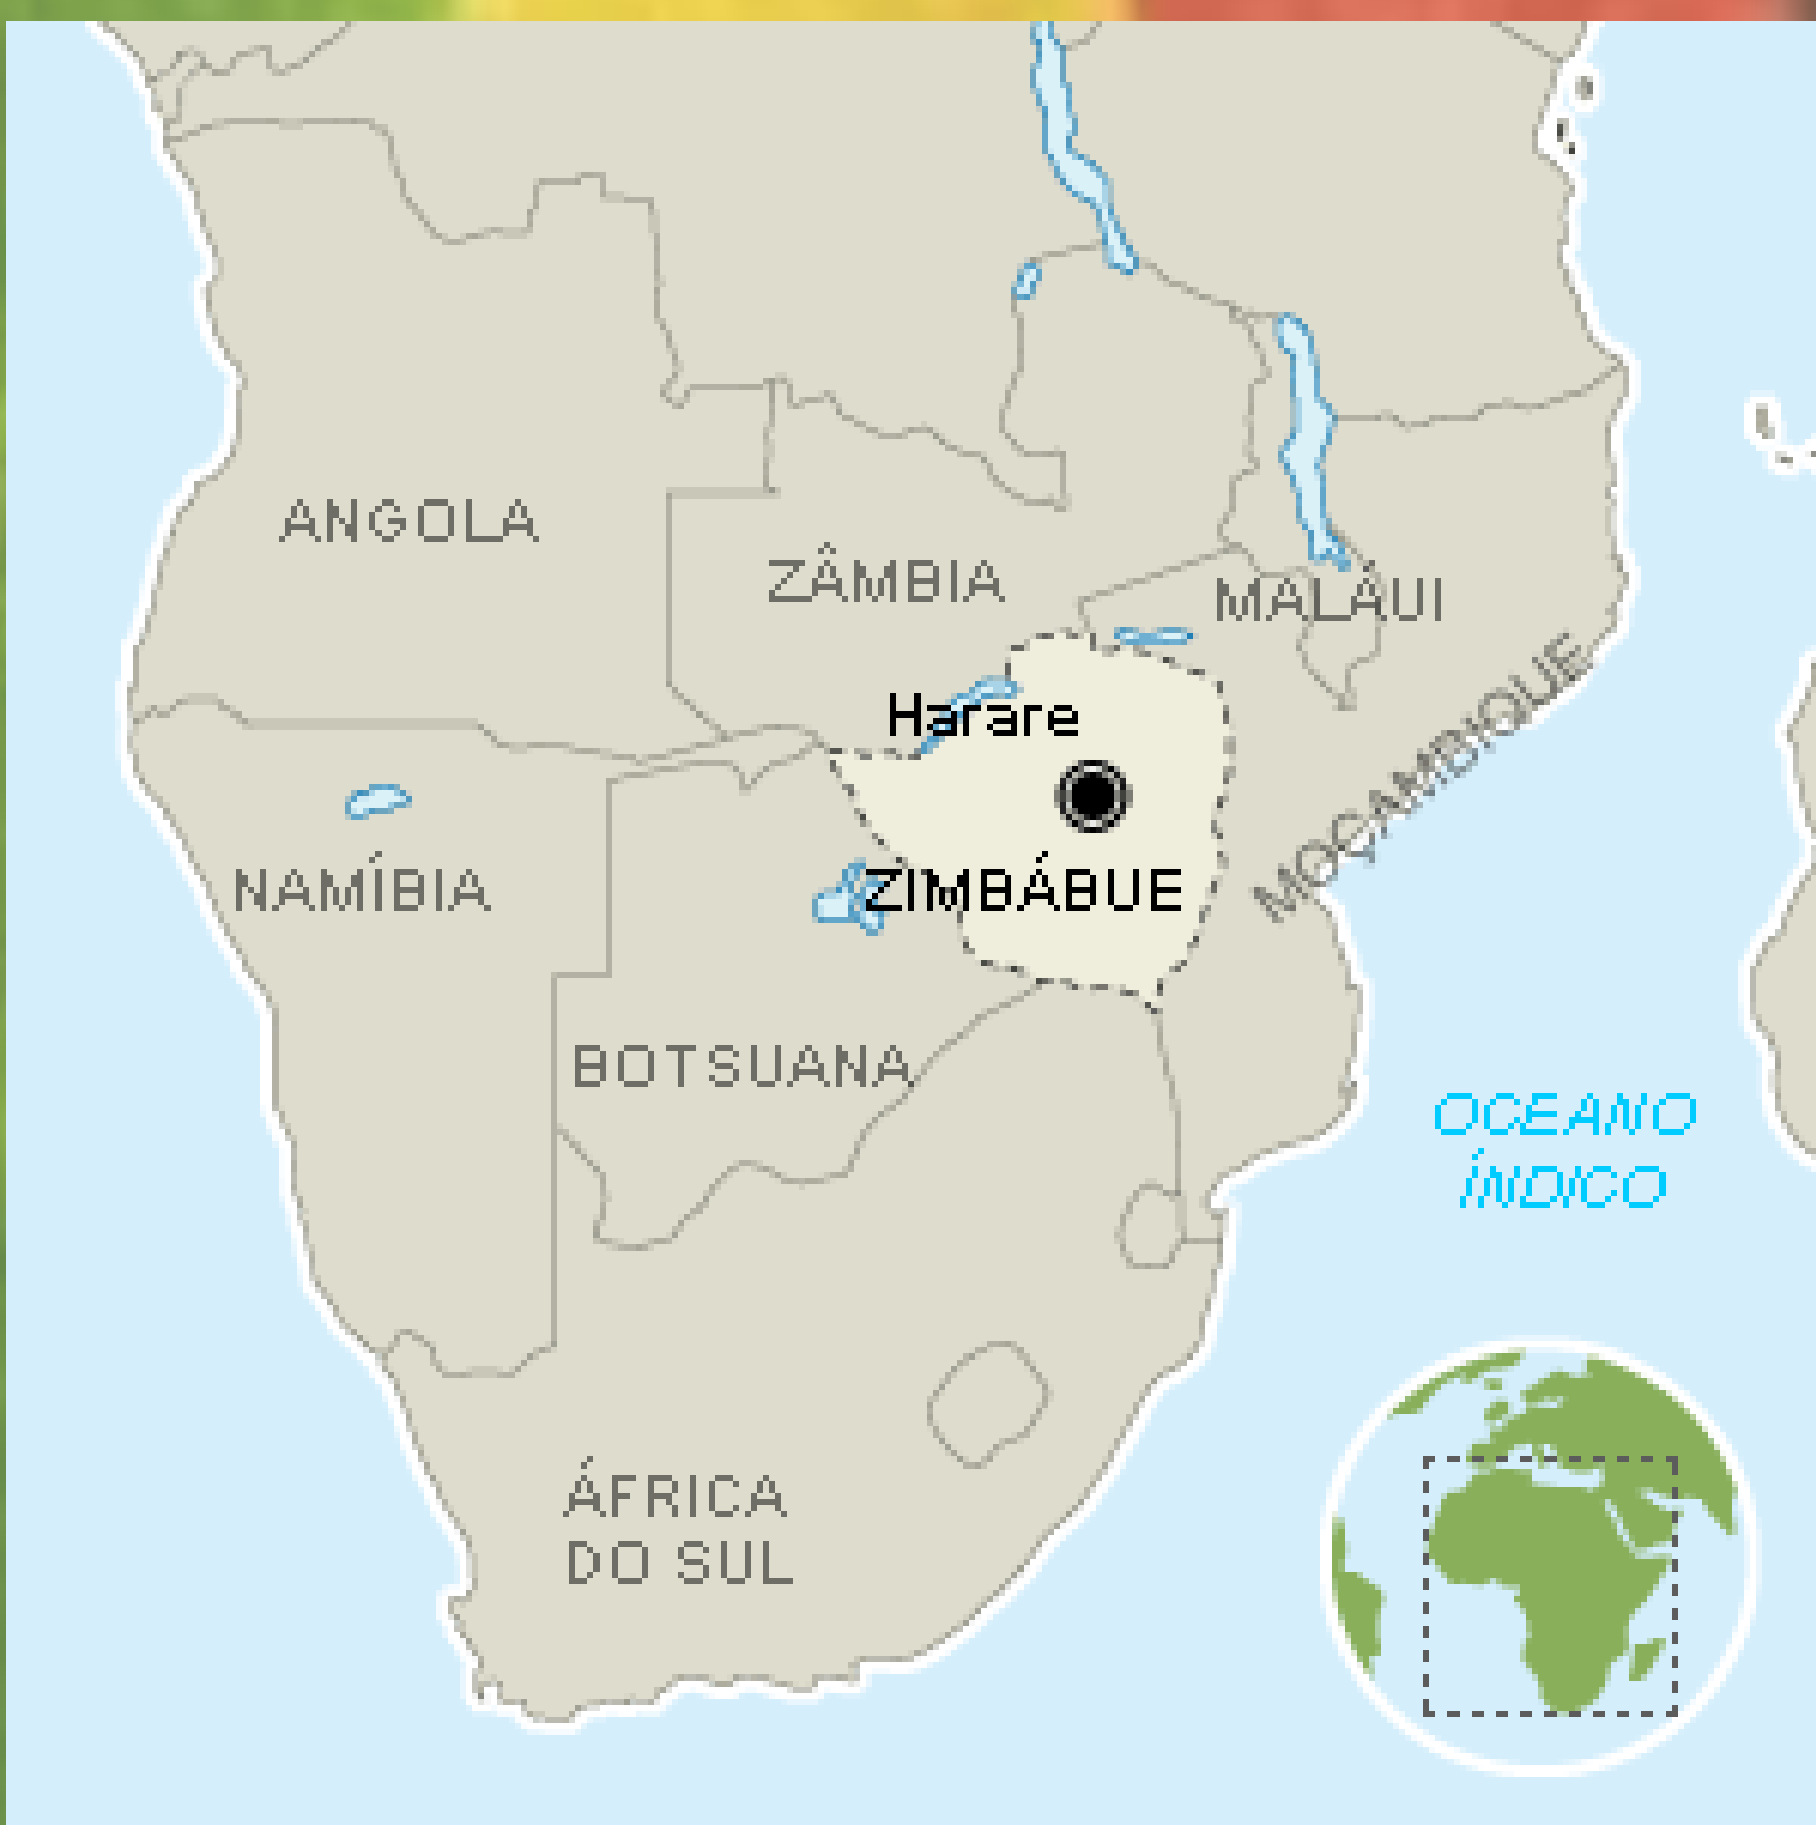 ANGOLA
ZÂMBIA
MALAUI
MOÇAMBIQUE
Harare
NAMÍBIA
ZIMBÁBUE
BOTSUANA
OCEANO
ÍNDICO
ÁFRICA
DO SUL